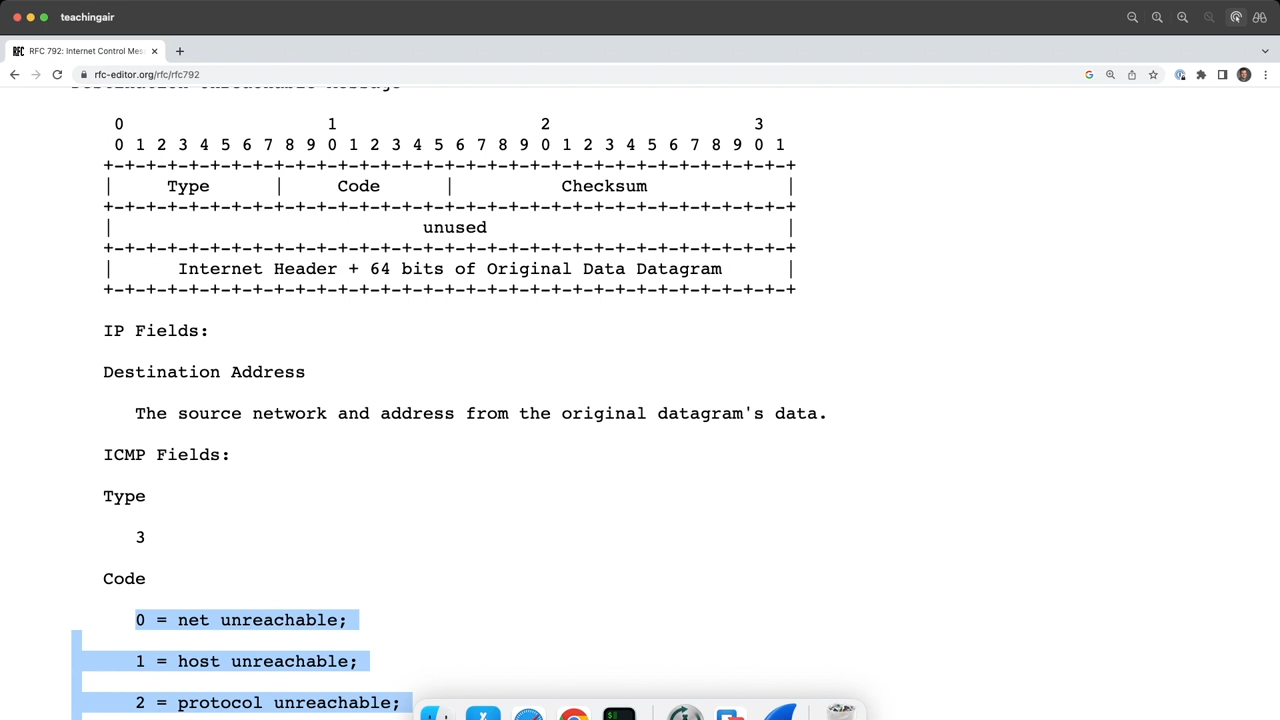 teachingair
RFC RFC 792: Internet Control Mes
rfc-editor.org/rfc/rfc792
Destination Unreachable Message
0                   1                   2                   3
0 1 2 3 4 5 6 7 8 9 0 1 2 3 4 5 6 7 8 9 0 1 2 3 4 5 6 7 8 9 0 1
+-+-+-+-+-+-+-+-+-+-+-+-+-+-+-+-+-+-+-+-+-+-+-+-+-+-+-+-+-+-+-+-+
|     Type      |     Code      |          Checksum             |
+-+-+-+-+-+-+-+-+-+-+-+-+-+-+-+-+-+-+-+-+-+-+-+-+-+-+-+-+-+-+-+-+
|                             unused                            |
+-+-+-+-+-+-+-+-+-+-+-+-+-+-+-+-+-+-+-+-+-+-+-+-+-+-+-+-+-+-+-+-+
|      Internet Header + 64 bits of Original Data Datagram      |
+-+-+-+-+-+-+-+-+-+-+-+-+-+-+-+-+-+-+-+-+-+-+-+-+-+-+-+-+-+-+-+-+
IP Fields:
Destination Address
The source network and address from the original datagram's data.
ICMP Fields:
Type
3
Code
0 = net unreachable;
1 = host unreachable;
2 = protocol unreachable;